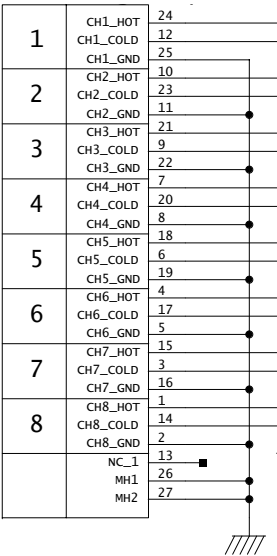 CH1_HOT 24
1 CH1_COLD 12
CH1_GND 25
CH2_HOT 10
2 CH2_COLD 23
CH2_GND 11
CH3_HOT 21
3 CH3_COLD 9
CH3_GND 22
CH4_HOT 7
4 CH4_COLD 20
CH4_GND 8
CH5_HOT 18
5 CH5_COLD 6
CH5_GND 19
CH6_HOT 4
6 CH6_COLD 17
CH6_GND 5
CH7_HOT 15
7 CH7_COLD 3
CH7_GND 16
CH8_HOT 1
8 CH8_COLD 14
CH8_GND 2
NC_1 13
MH1 26
MH2 27